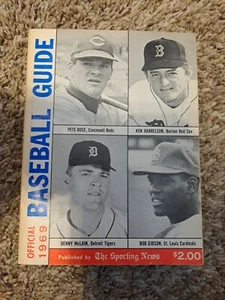 OFFICIAL
1969
BASEBALL GUIDE
PETE ROSE, Cincinnati Reds
KEN HARRELSON, Boston Red Sox
DENNY McLAIN, Detroit Tigers
BOB GIBSON, St. Louis Cardinals
Published by The Sporting News
$2.00